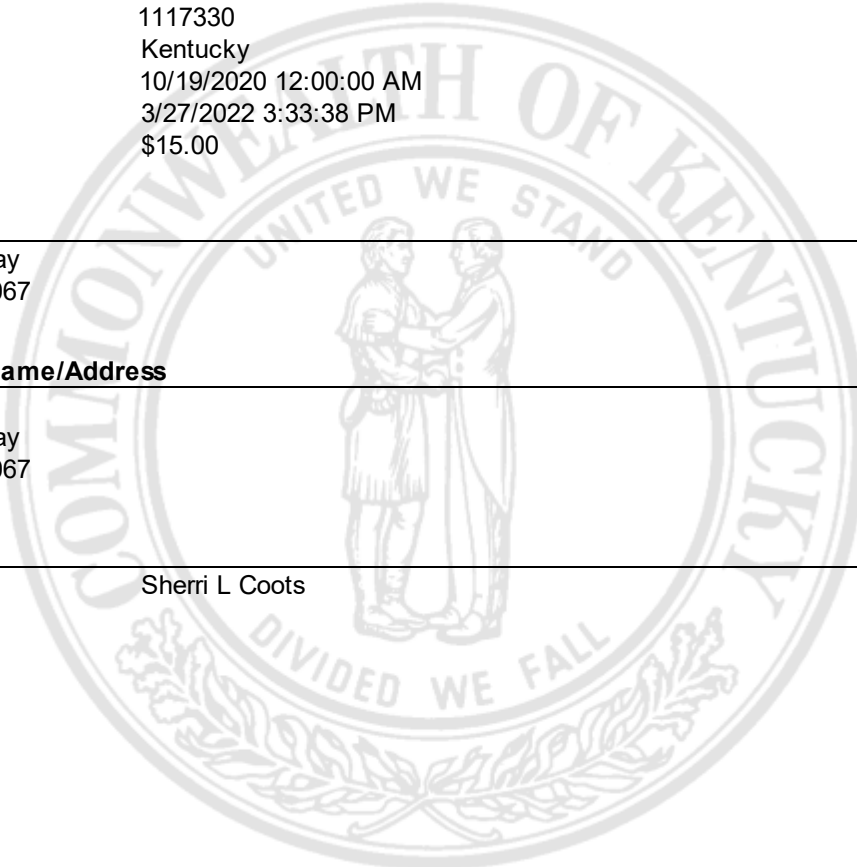 1117330
Kentucky
10/19/2020 12:00:00 AM
3/27/2022 3:33:38 PM
$15.00
COMMONWEALTH OF KENTUCKY
UNITED WE STAND
ay
067
ame/Address
ay
067
Sherri L Coots
DIVIDED WE FALL